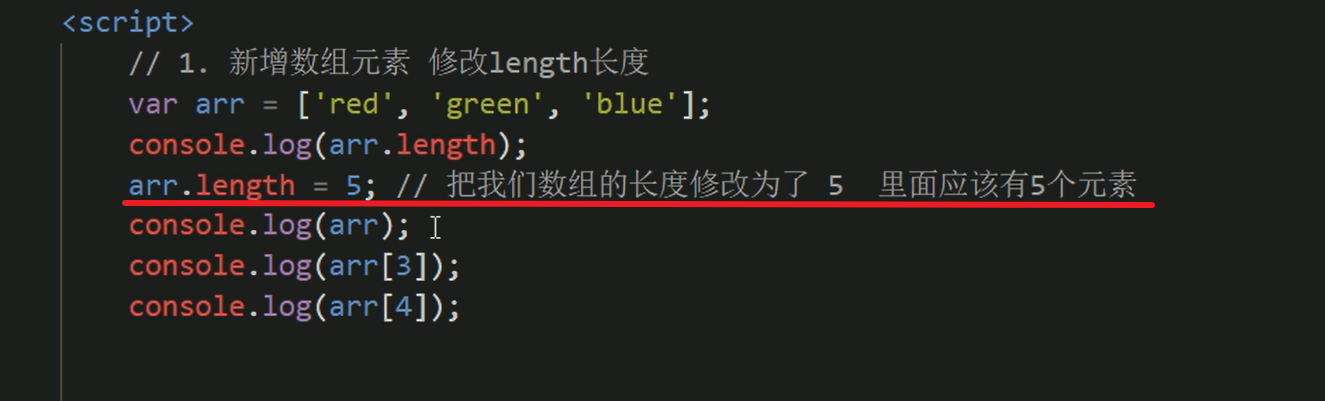 <script>
// 1. 新增数组元素 修改length长度
var arr = ['red', 'green', 'blue'];
console.log(arr.length);
arr.length = 5; // 把我们数组的长度修改为了 5  里面应该有5个元素
console.log(arr);
console.log(arr[3]);
console.log(arr[4]);